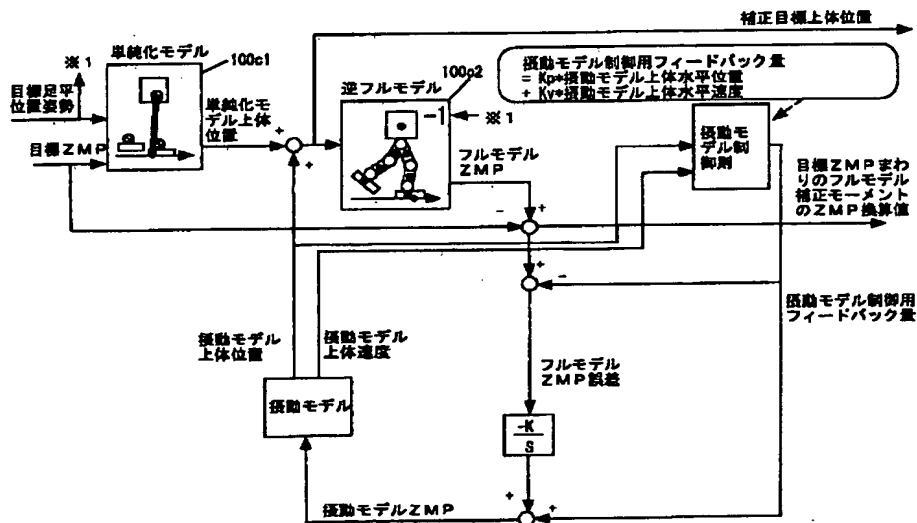 補正目標上体位置
単純化モデル
100c1
※1
目標足平
位置姿勢
目標ZMP
単純化モ
デル上体
位置
逆フルモデル
100c2
-1
※1
摂動モデル制御用フィードバック量
= Kp*摂動モデル上体水平位置
+ Kv*摂動モデル上体水平速度
摂動モ
デル制
御則
フルモデル
ZMP
目標ZMPまわ
りのフルモデル
補正モーメント
のZMP換算値
摂動モデル
上体位置
摂動モデル
上体速度
摂動モデル制御用
フィードバック量
フルモデル
ZMP誤差
摂動モデル
-K
S
摂動モデルZMP